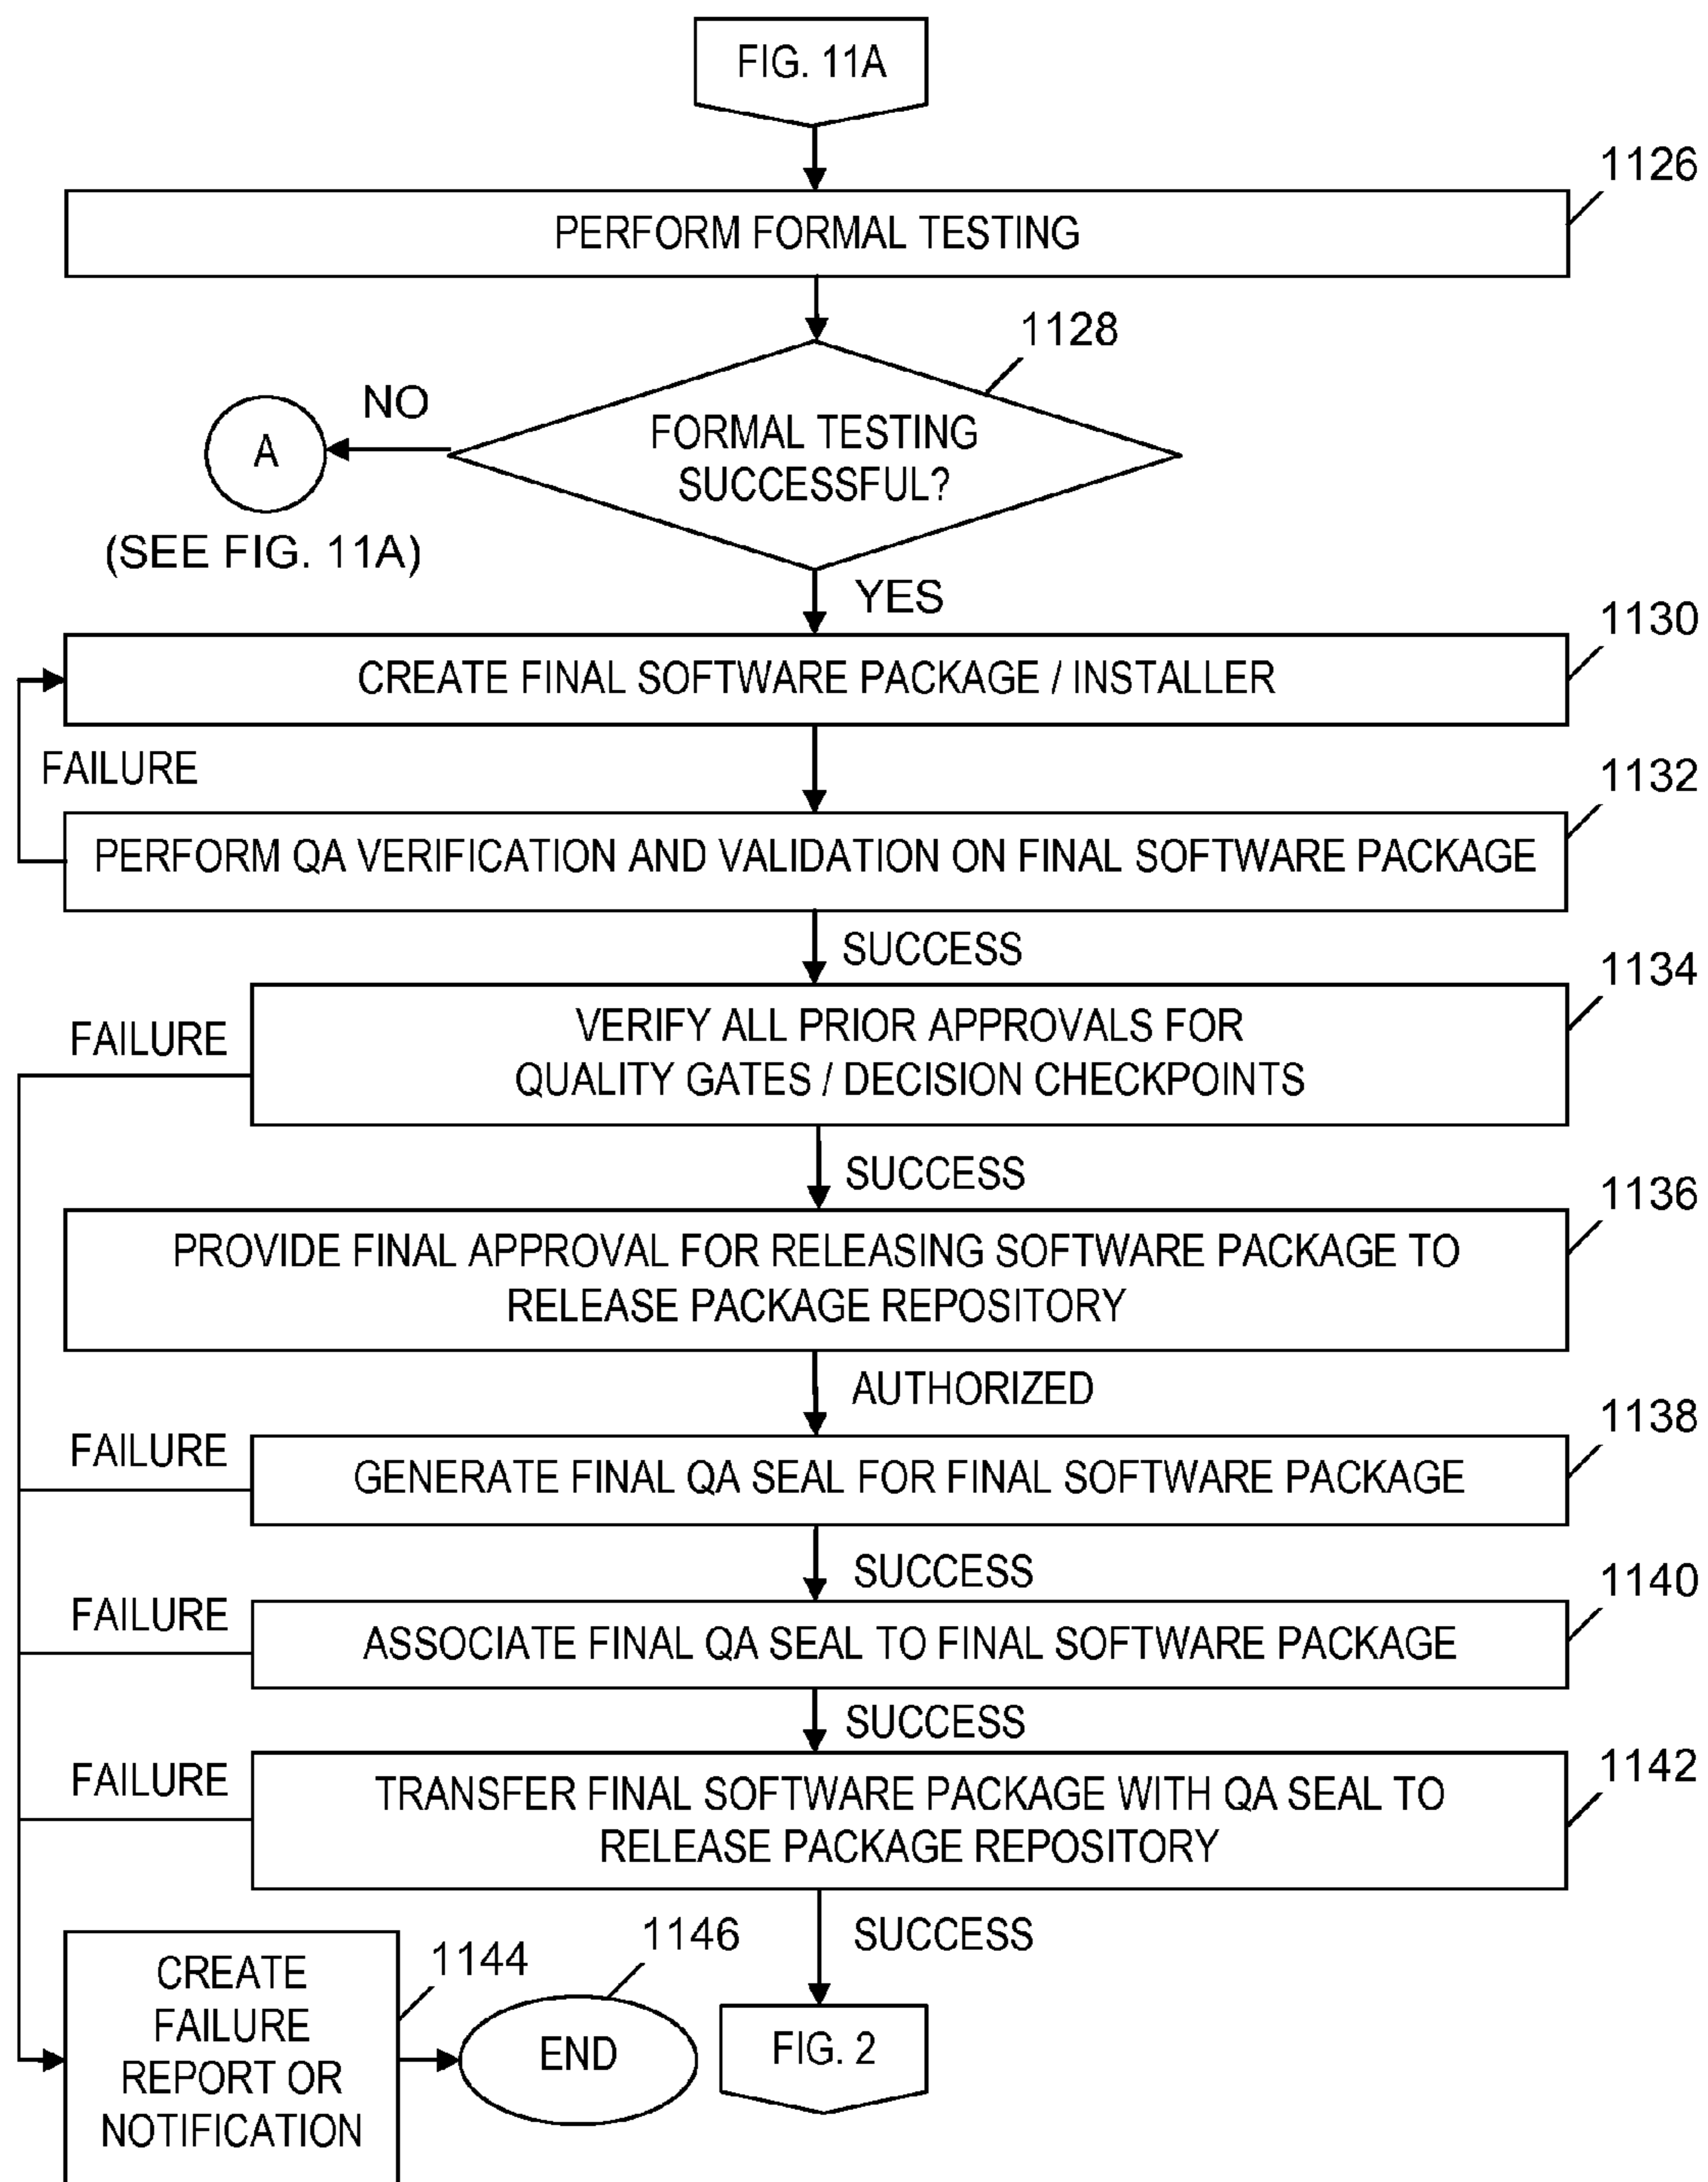 FIG. 11A
1126
PERFORM FORMAL TESTING
1128
FORMAL TESTING
SUCCESSFUL?
NO
A
(SEE FIG. 11A)
YES
1130
CREATE FINAL SOFTWARE PACKAGE / INSTALLER
FAILURE
1132
PERFORM QA VERIFICATION AND VALIDATION ON FINAL SOFTWARE PACKAGE
SUCCESS
1134
FAILURE
VERIFY ALL PRIOR APPROVALS FOR
QUALITY GATES / DECISION CHECKPOINTS
SUCCESS
1136
PROVIDE FINAL APPROVAL FOR RELEASING SOFTWARE PACKAGE TO
RELEASE PACKAGE REPOSITORY
AUTHORIZED
1138
FAILURE
GENERATE FINAL QA SEAL FOR FINAL SOFTWARE PACKAGE
SUCCESS
1140
FAILURE
ASSOCIATE FINAL QA SEAL TO FINAL SOFTWARE PACKAGE
SUCCESS
1142
FAILURE
TRANSFER FINAL SOFTWARE PACKAGE WITH QA SEAL TO
RELEASE PACKAGE REPOSITORY
SUCCESS
1144
CREATE
FAILURE
REPORT OR
NOTIFICATION
1146
END
FIG. 2